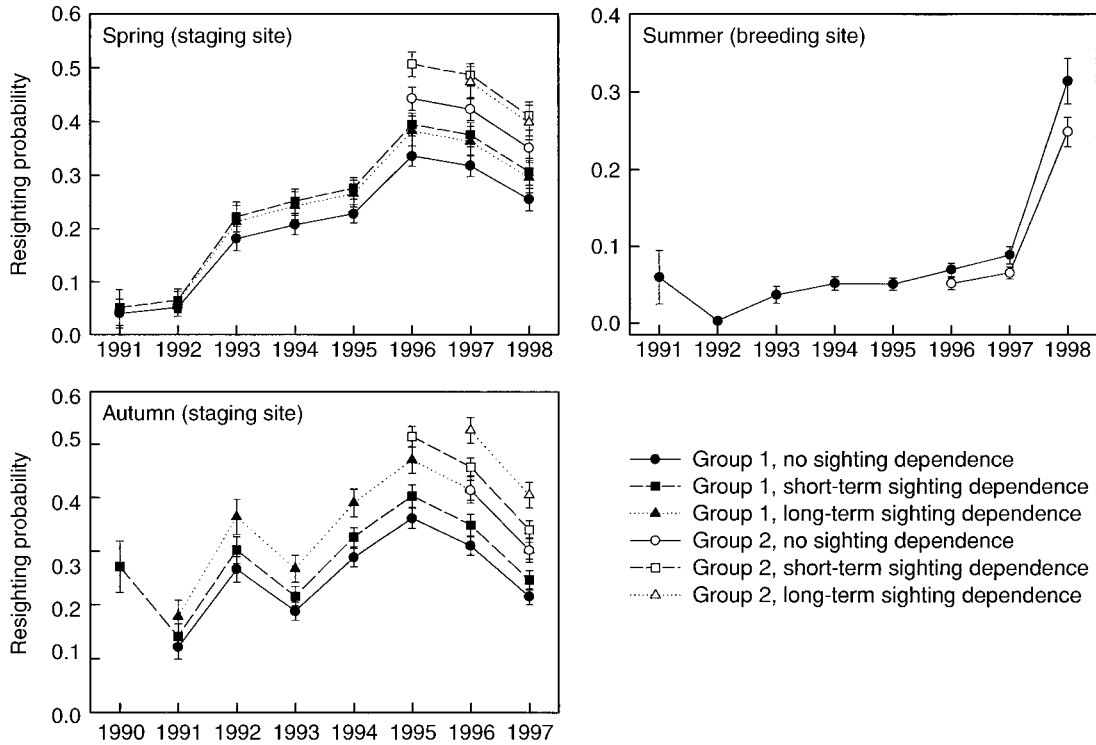 Spring (staging site)
Resighting probability
0.6
0.5
0.4
0.3
0.2
0.1
0.0
1991 1992 1993 1994 1995 1996 1997 1998
Summer (breeding site)
0.4
0.3
0.2
0.1
0.0
1991 1992 1993 1994 1995 1996 1997 1998
Autumn (staging site)
Resighting probability
0.6
0.5
0.4
0.3
0.2
0.1
0.0
1990 1991 1992 1993 1994 1995 1996 1997
Group 1, no sighting dependence
Group 1, short-term sighting dependence
Group 1, long-term sighting dependence
Group 2, no sighting dependence
Group 2, short-term sighting dependence
Group 2, long-term sighting dependence